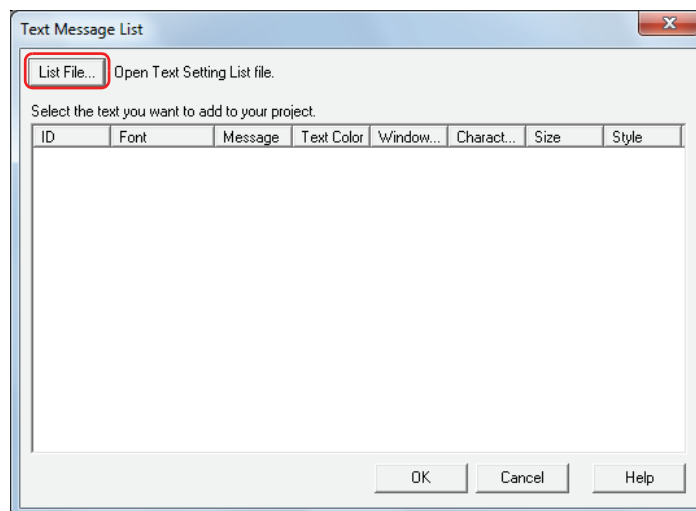 Text Message List
List File... Open Text Setting List file.
Select the text you want to add to your project.
ID Font Message Text Color Window... Charact... Size Style
OK Cancel Help